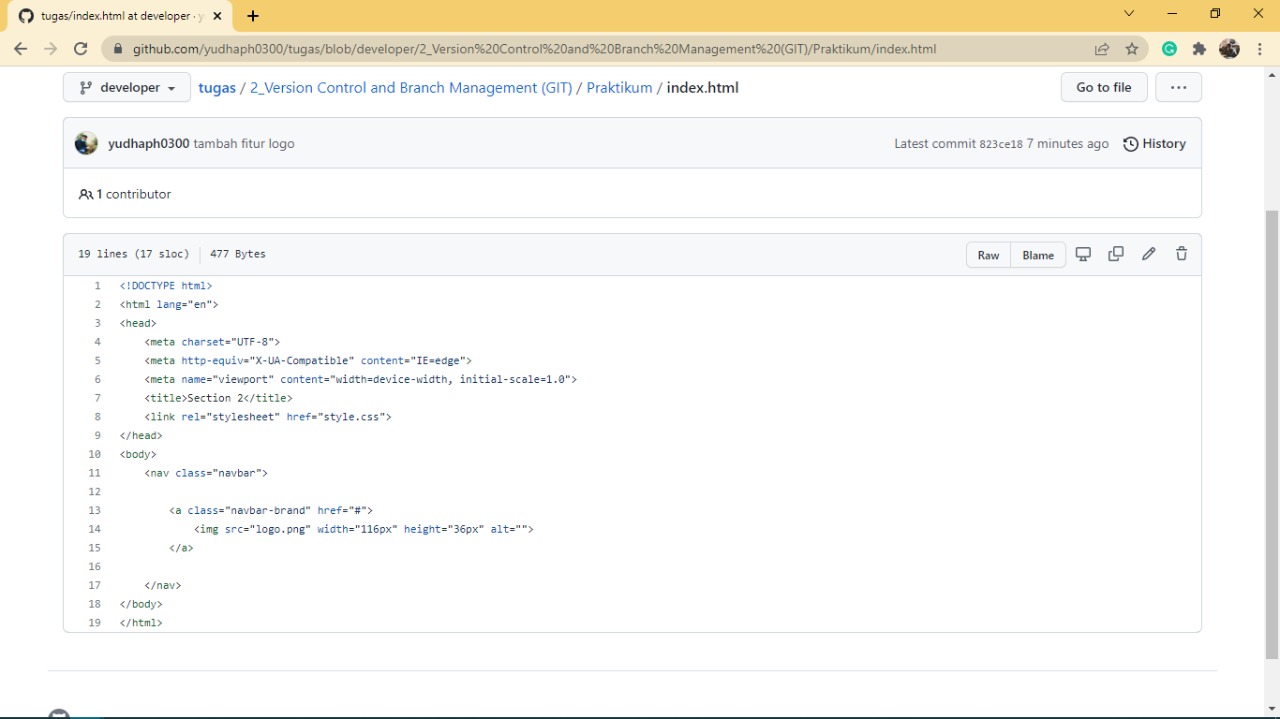 tugas/index.html at developer · y
github.com/yudhaph0300/tugas/blob/developer/2_Version%20Control%20and%20Branch%20Management%20(GIT)/Praktikum/index.html
developer tugas / 2_Version Control and Branch Management (GIT) / Praktikum / index.html Go to file ...
yudhaph0300 tambah fitur logo Latest commit 823ce18 7 minutes ago History
1 contributor
19 lines (17 sloc) 477 Bytes Raw Blame
1 <!DOCTYPE html>
2 <html lang="en">
3 <head>
4     <meta charset="UTF-8">
5     <meta http-equiv="X-UA-Compatible" content="IE=edge">
6     <meta name="viewport" content="width=device-width, initial-scale=1.0">
7     <title>Section 2</title>
8     <link rel="stylesheet" href="style.css">
9 </head>
10 <body>
11     <nav class="navbar">
12
13         <a class="navbar-brand" href="#">
14             <img src="logo.png" width="116px" height="36px" alt="">
15         </a>
16
17     </nav>
18 </body>
19 </html>